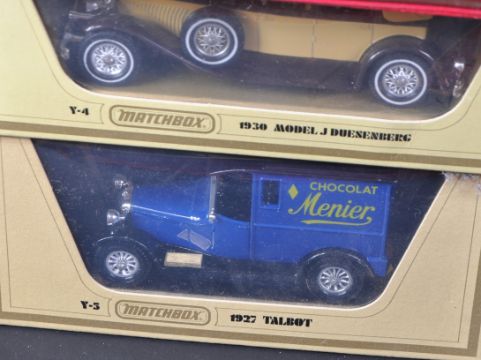 Y-4 MATCHBOX 1930 MODEL J DUESENBERG
CHOCOLAT
Menier
Y-5 MATCHBOX 1927 TALBOT